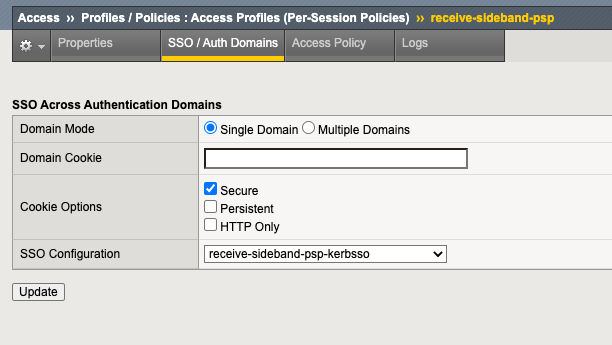 Access ›› Profiles / Policies : Access Profiles (Per-Session Policies) ›› receive-sideband-psp
Properties SSO / Auth Domains Access Policy Logs
SSO Across Authentication Domains
Domain Mode Single Domain Multiple Domains
Domain Cookie
Cookie Options Secure
Persistent
HTTP Only
SSO Configuration receive-sideband-psp-kerbsso
Update